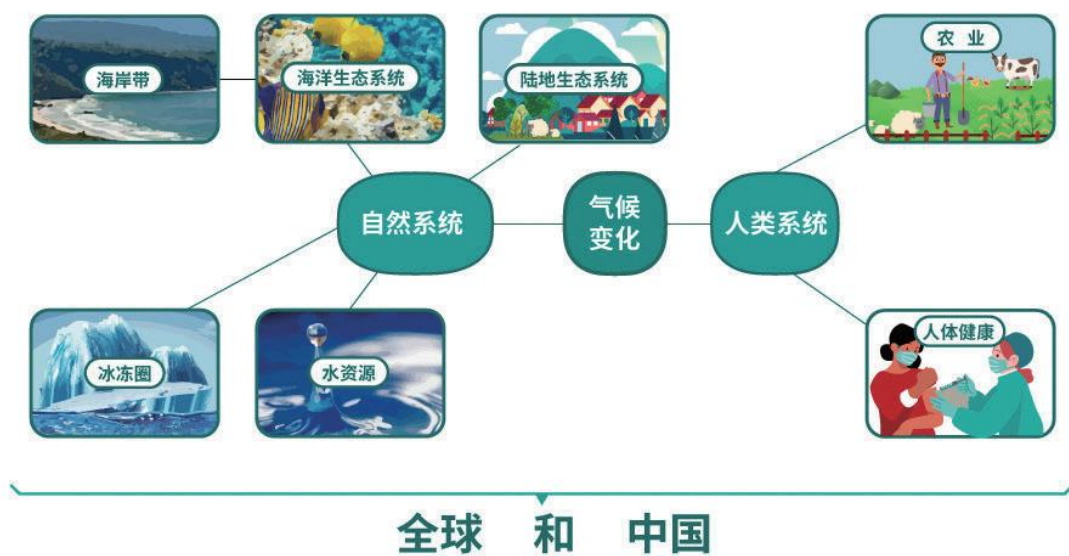 海岸带
海洋生态系统
陆地生态系统
农 业
自然系统
气候
变化
人类系统
冰冻圈
水资源
人体健康
全球 和 中国